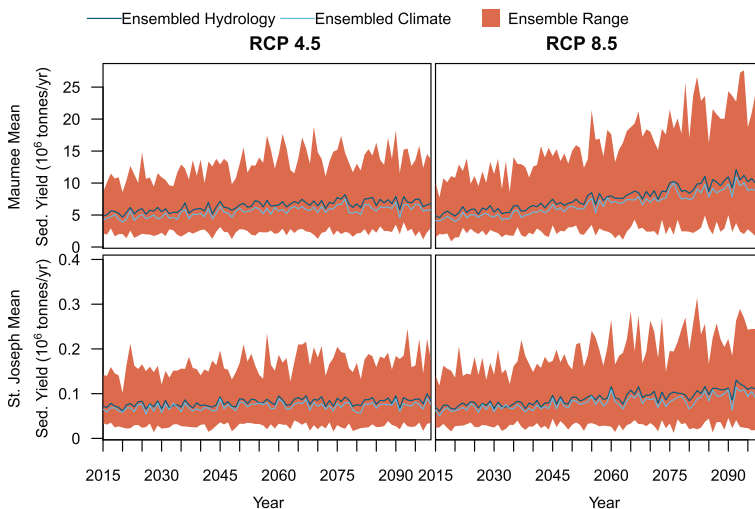 Ensembled Hydrology Ensembled Climate Ensemble Range
RCP 4.5 RCP 8.5
Maumee Mean
Sed. Yield (10⁶ tonnes/yr)
25
20
15
10
5
0
St. Joseph Mean
Sed. Yield (10⁶ tonnes/yr)
0.4
0.3
0.2
0.1
0
2015 2030 2045 2060 2075 2090 2015 2030 2045 2060 2075 2090
Year Year